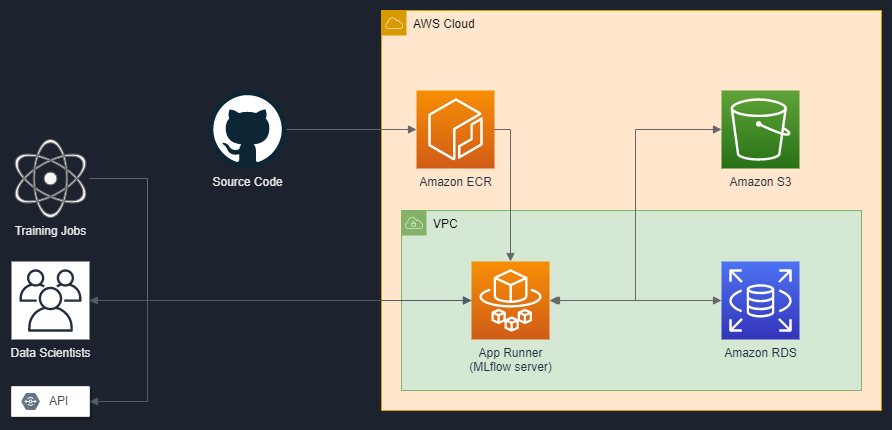 AWS Cloud
Source Code
Amazon ECR
Amazon S3
Training Jobs
VPC
Data Scientists
App Runner
(MLflow server)
Amazon RDS
API